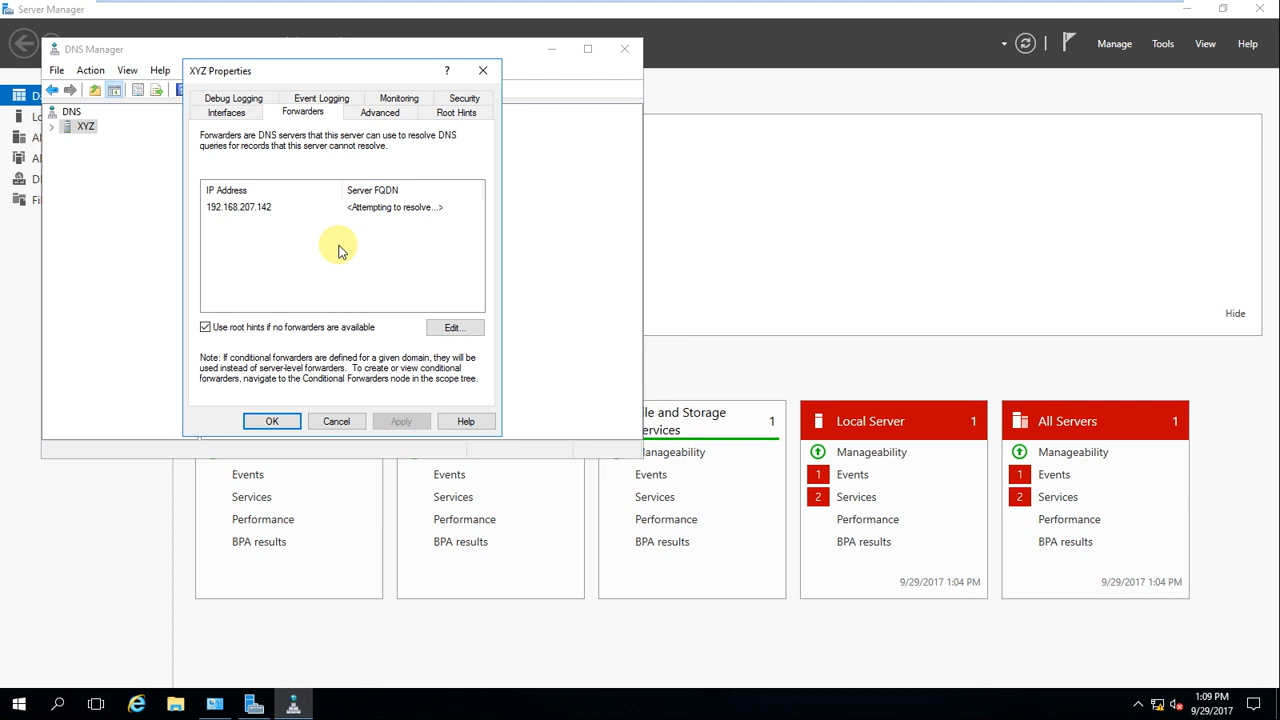 Server Manager
Manage
Tools
View
Help
DNS Manager
File
Action
View
Help
DNS
XYZ
XYZ Properties
?
Debug Logging
Event Logging
Monitoring
Security
Interfaces
Forwarders
Advanced
Root Hints
Forwarders are DNS servers that this server can use to resolve DNS
queries for records that this server cannot resolve.
IP Address
Server FQDN
192.168.207.142
<Attempting to resolve...>
Use root hints if no forwarders are available
Edit...
Note: If conditional forwarders are defined for a given domain, they will be
used instead of server-level forwarders. To create or view conditional
forwarders, navigate to the Conditional Forwarders node in the scope tree.
OK
Cancel
Apply
Help
Hide
Events
Services
Performance
BPA results
Events
Services
Performance
BPA results
ile and Storage
ervices
1
anageability
Events
Services
Performance
BPA results
Local Server
1
Manageability
1
Events
2
Services
Performance
BPA results
9/29/2017 1:04 PM
All Servers
1
Manageability
1
Events
2
Services
Performance
BPA results
9/29/2017 1:04 PM
1:09 PM
9/29/2017